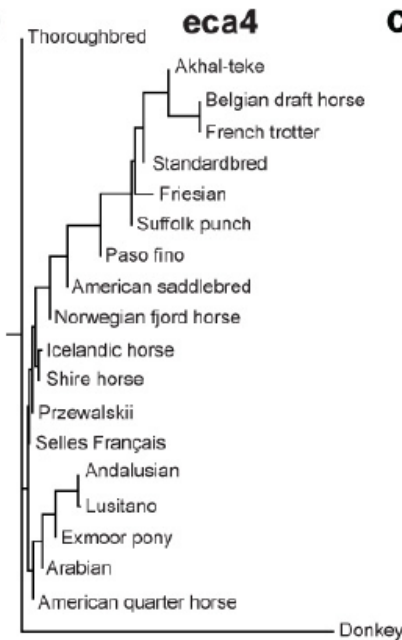 eca4
c
Thoroughbred
Akhal-teke
Belgian draft horse
French trotter
Standardbred
Friesian
Suffolk punch
Paso fino
American saddlebred
Norwegian fjord horse
Icelandic horse
Shire horse
Przewalskii
Selles Français
Andalusian
Lusitano
Exmoor pony
Arabian
American quarter horse
Donkey